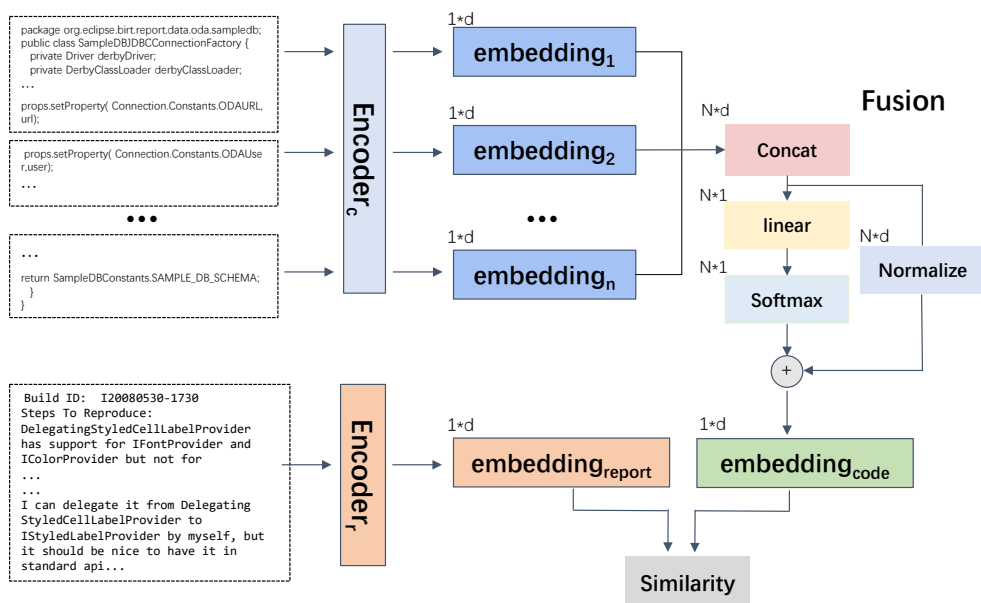 package org.eclipse.birt.report.data.oda.sampledb;
public class SampleDBJDBCConnectionFactory {
private Driver derbyDriver;
private DerbyClassLoader derbyClassLoader;
...
props.setProperty( Connection.Constants.ODAURL,
url);
props.setProperty( Connection.Constants.ODAUse
r,user);
...
...
...
return SampleDBConstants.SAMPLE_DB_SCHEMA;
}
}
Encoderc
1*d
embedding1
1*d
embedding2
...
1*d
embeddingn
Fusion
N*d
Concat
N*1
linear
N*1
Softmax
N*d
Normalize
+
Build ID: I20080530-1730
Steps To Reproduce:
DelegatingStyledCellLabelProvider
has support for IFontProvider and
IColorProvider but not for
...
...
I can delegate it from Delegating
StyledCellLabelProvider to
IStyledLabelProvider by myself, but
it should be nice to have it in
standard api...
Encoderr
1*d
embeddingreport
1*d
embeddingcode
Similarity